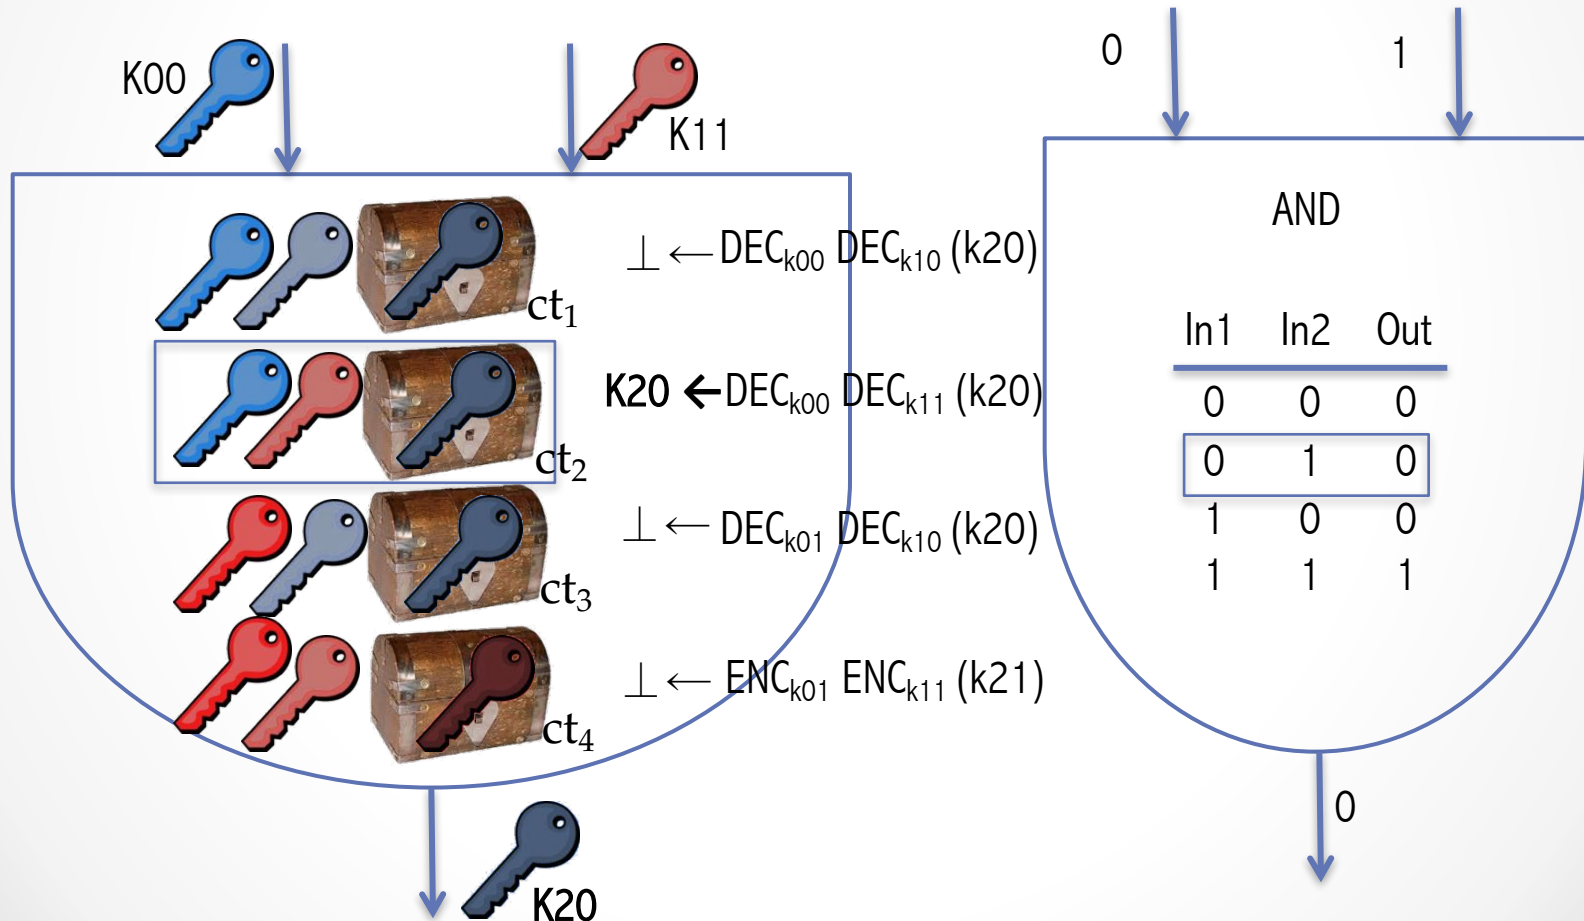 K00
K11
ct₁
⊥ ← DECₖ₀₀ DECₖ₁₀ (k20)
ct₂
K20 ← DECₖ₀₀ DECₖ₁₁ (k20)
ct₃
⊥ ← DECₖ₀₁ DECₖ₁₀ (k20)
ct₄
⊥ ← ENCₖ₀₁ ENCₖ₁₁ (k21)
K20
0 1
AND
In1 In2 Out
0 0 0
0 1 0
1 0 0
1 1 1
0